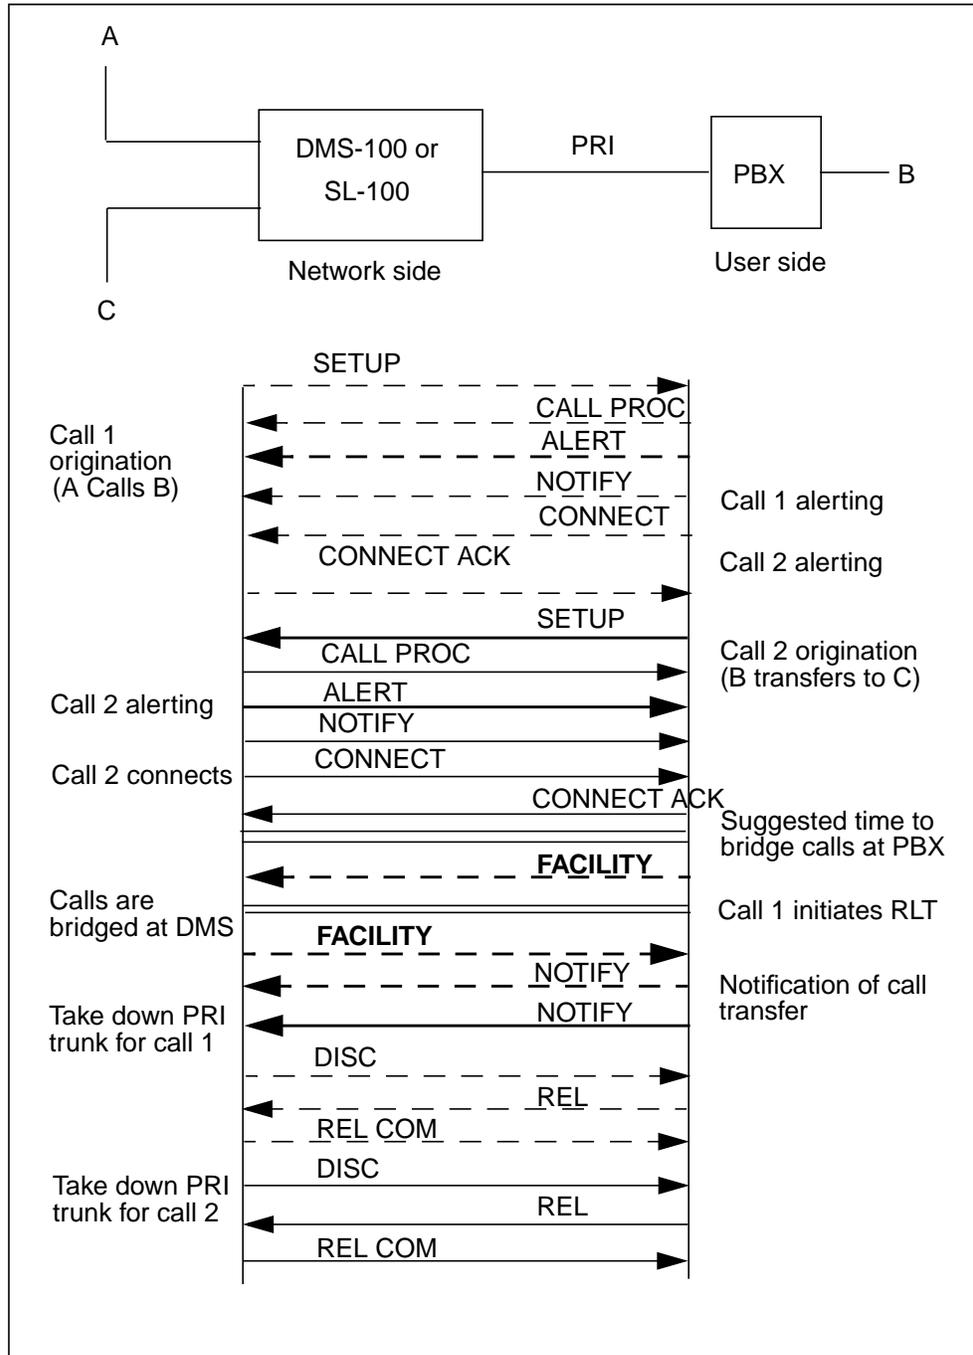 A
DMS-100 or
SL-100
PRI
PBX
B
Network side
User side
C
SETUP
CALL PROC
Call 1
origination
(A Calls B)
ALERT
NOTIFY
Call 1 alerting
CONNECT
CONNECT ACK
Call 2 alerting
SETUP
CALL PROC
Call 2 origination
(B transfers to C)
Call 2 alerting
ALERT
NOTIFY
Call 2 connects
CONNECT
CONNECT ACK
Suggested time to
bridge calls at PBX
FACILITY
Calls are
bridged at DMS
Call 1 initiates RLT
FACILITY
NOTIFY
Notification of call
transfer
NOTIFY
Take down PRI
trunk for call 1
DISC
REL
REL COM
DISC
Take down PRI
trunk for call 2
REL
REL COM